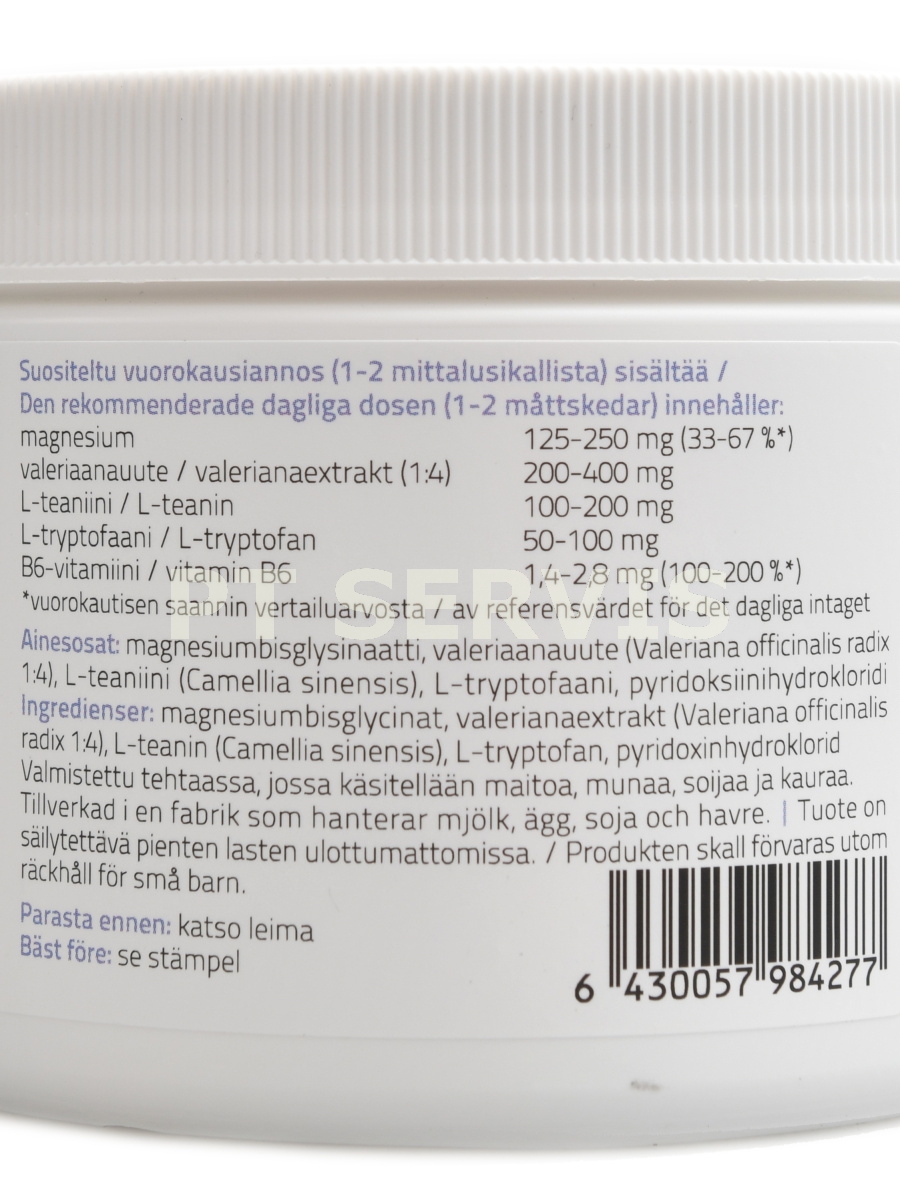 Suositeltu vuorokausiannos (1-2 mittalusikallista) sisältää /
Den rekommenderade dagliga dosen (1-2 måttskedar) innehåller:
magnesium 125-250 mg (33-67 %*)
valeriaanauute / valerianaextrakt (1:4) 200-400 mg
L-teaniini / L-teanin 100-200 mg
L-tryptofaani / L-tryptofan 50-100 mg
B6-vitamiini / vitamin B6 1,4-2,8 mg (100-200 %*)
*vuorokautisen saannin vertailuarvosta / av referensvärdet för det dagliga intaget
PT SERVIS
Ainesosat: magnesiumbisglysinaatti, valeriaanauute (Valeriana officinalis radix
1:4), L-teaniini (Camellia sinensis), L-tryptofaani, pyridoksiinihydrokloridi
Ingredienser: magnesiumbisglycinat, valerianaextrakt (Valeriana officinalis
radix 1:4), L-teanin (Camellia sinensis), L-tryptofan, pyridoxinhydroklorid
Valmistettu tehtaassa, jossa käsitellään maitoa, munaa, soijaa ja kauraa.
Tillverkad i en fabrik som hanterar mjölk, ägg, soja och havre. | Tuote on
säilytettävä pienten lasten ulottumattomissa. / Produkten skall förvaras utom
räckhåll för små barn.
Parasta ennen: katso leima
Bäst före: se stämpel
6 430057 984277